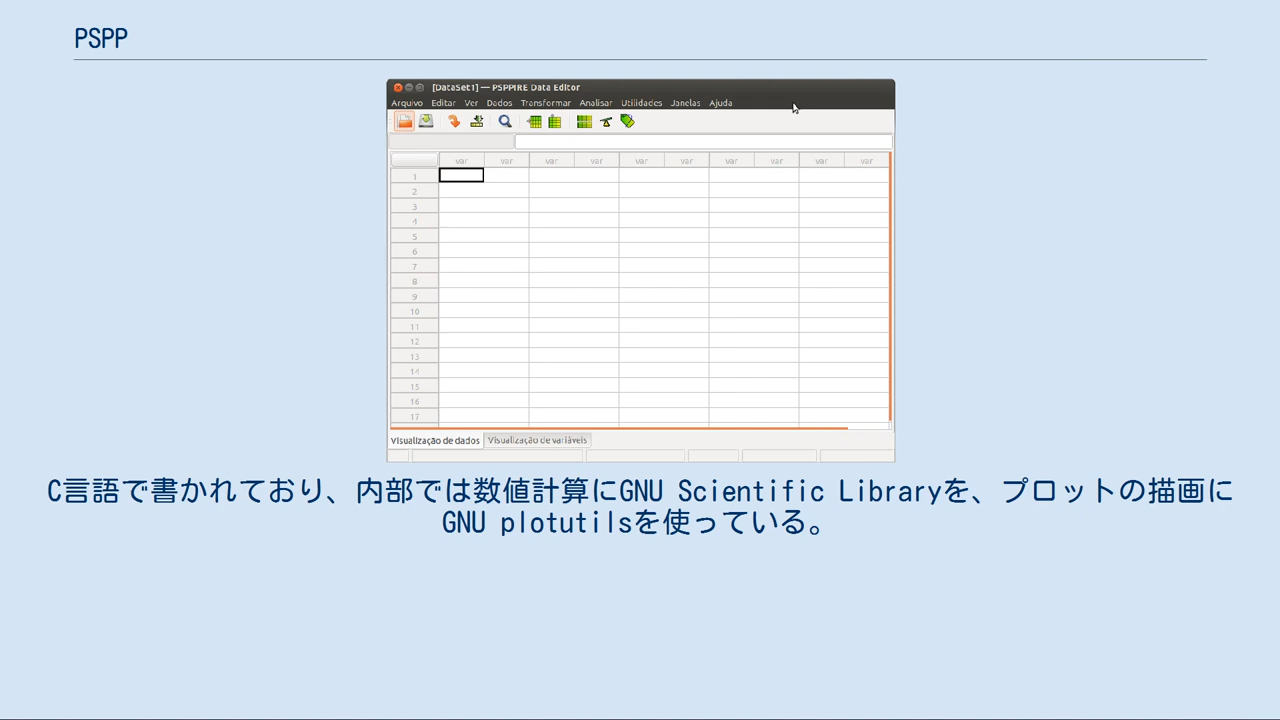 PSPP
[DataSet1] — PSPPIRE Data Editor
Arquivo Editar Ver Dados Transformar Analisar Utilidades Janelas Ajuda
var var var var var var var var var var
1
2
3
4
5
6
7
8
9
10
11
12
13
14
15
16
17
Visualização de dados Visualização de variáveis
C言語で書かれており、内部では数値計算にGNU Scientific Libraryを、プロットの描画に
GNU plotutilsを使っている。